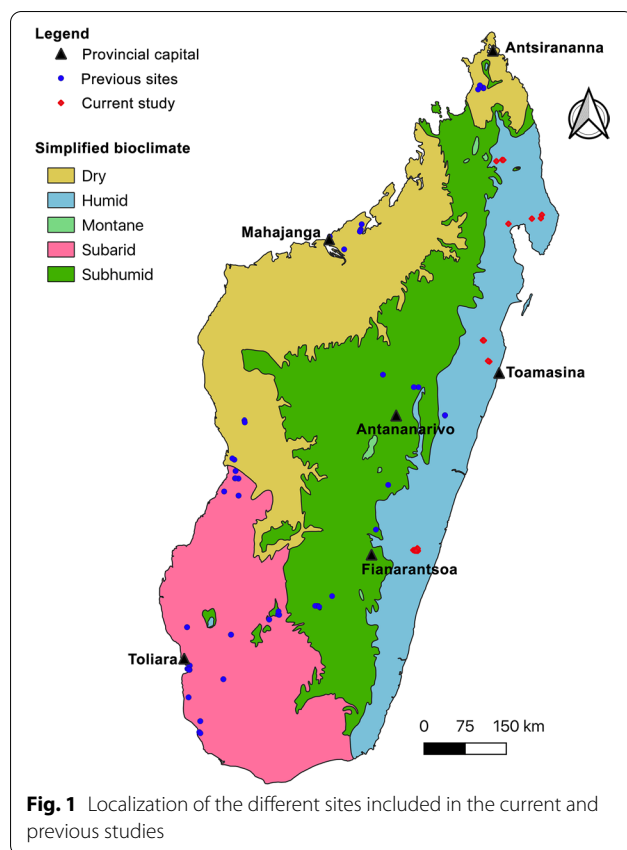 Legend
Provincial capital
Previous sites
Current study
Simplified bioclimate
Dry
Humid
Montane
Subarid
Subhumid
Antsirananna
Mahajanga
Toamasina
Antananarivo
Fianarantsoa
Toliara
0 75 150 km
Fig. 1 Localization of the different sites included in the current and
previous studies